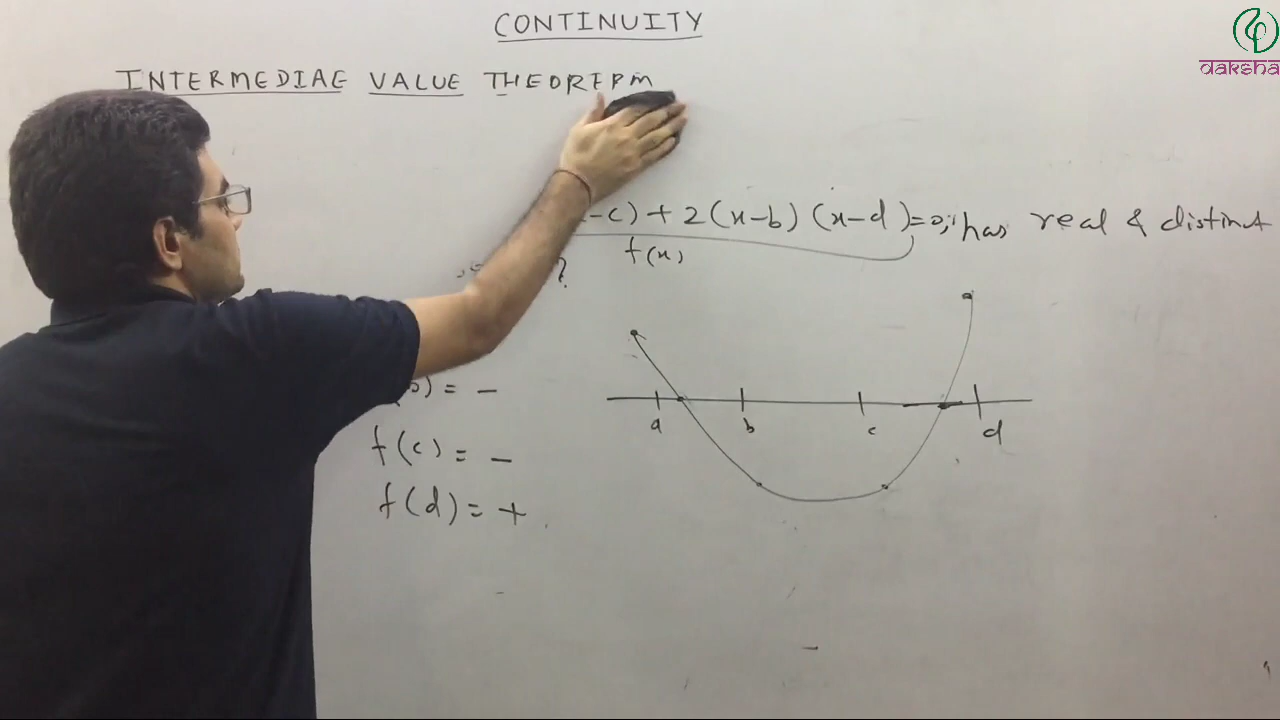 CONTINUITY
daksha
INTERMEDIAE VALUE THEOREM
-c) + 2(x-b) (x-d) = 0; has real & distinct
f(x)
?
) = -
f(c) = -
f(d) = +
a b c d